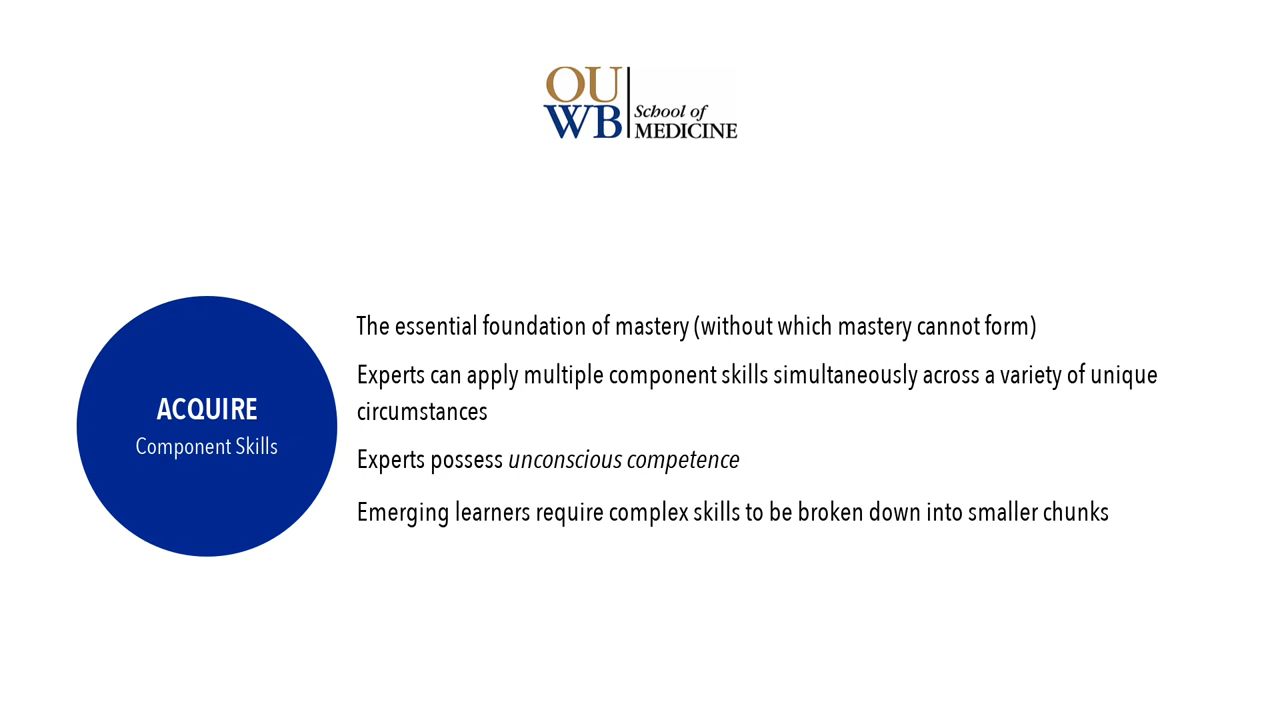 OU
WB
School of
MEDICINE
ACQUIRE
Component Skills
The essential foundation of mastery (without which mastery cannot form)
Experts can apply multiple component skills simultaneously across a variety of unique
circumstances
Experts possess unconscious competence
Emerging learners require complex skills to be broken down into smaller chunks